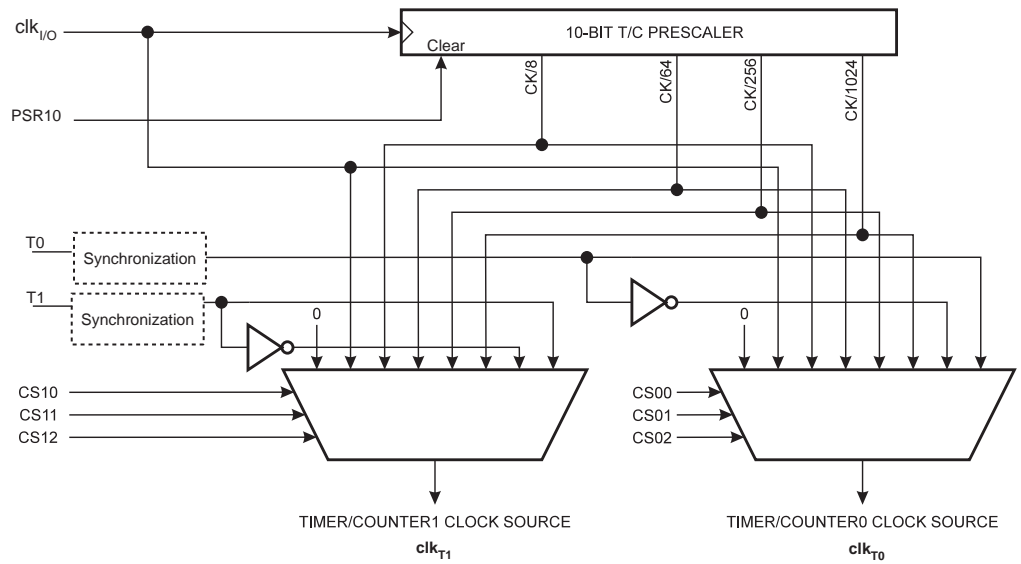 clkI/O
10-BIT T/C PRESCALER
Clear
CK/8
CK/64
CK/256
CK/1024
PSR10
T0
Synchronization
T1
Synchronization
0
0
CS10
CS11
CS12
CS00
CS01
CS02
TIMER/COUNTER1 CLOCK SOURCE
clkT1
TIMER/COUNTER0 CLOCK SOURCE
clkT0